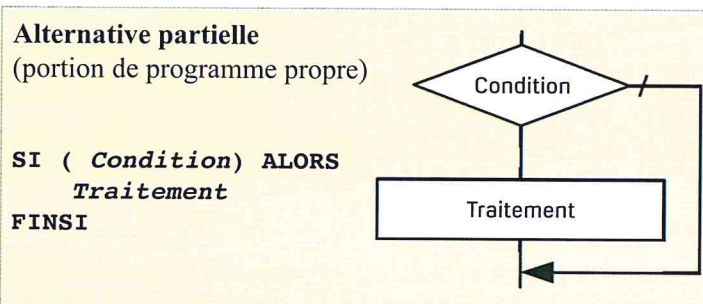 Alternative partielle
(portion de programme propre)
SI ( Condition) ALORS
Traitement
FINSI
Condition
Traitement